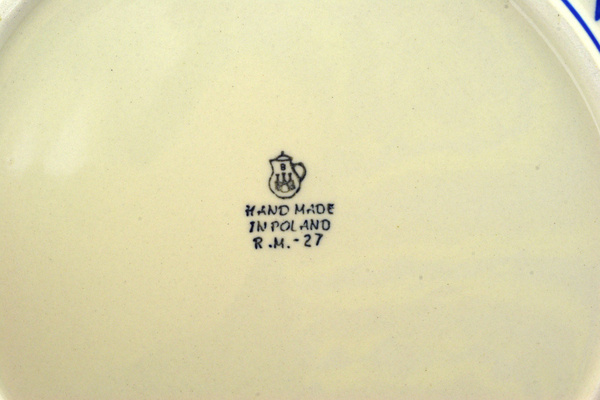 B
HAND MADE
IN POLAND
R.M.-27